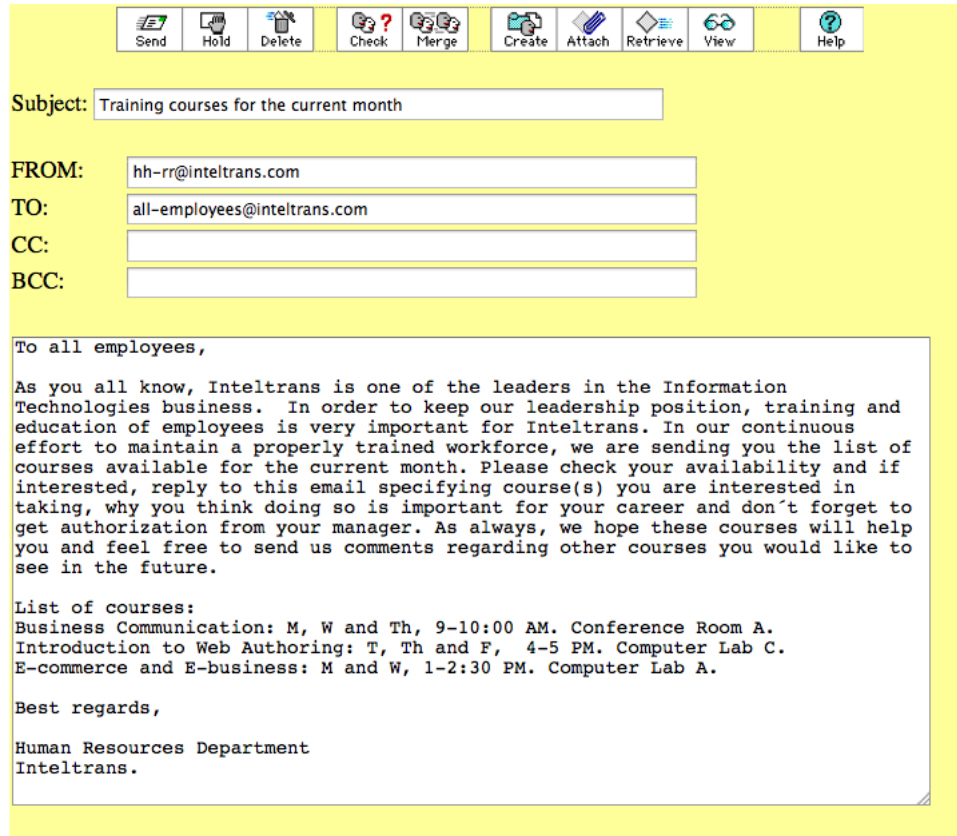 Send Hold Delete Check Merge Create Attach Retrieve View Help
Subject: Training courses for the current month
FROM: hh-rr@inteltrans.com
TO: all-employees@inteltrans.com
CC:
BCC:
To all employees,
As you all know, Inteltrans is one of the leaders in the Information
Technologies business.  In order to keep our leadership position, training and
education of employees is very important for Inteltrans. In our continuous
effort to maintain a properly trained workforce, we are sending you the list of
courses available for the current month. Please check your availability and if
interested, reply to this email specifying course(s) you are interested in
taking, why you think doing so is important for your career and don´t forget to
get authorization from your manager. As always, we hope these courses will help
you and feel free to send us comments regarding other courses you would like to
see in the future.
List of courses:
Business Communication: M, W and Th, 9-10:00 AM. Conference Room A.
Introduction to Web Authoring: T, Th and F,  4-5 PM. Computer Lab C.
E-commerce and E-business: M and W, 1-2:30 PM. Computer Lab A.
Best regards,
Human Resources Department
Inteltrans.